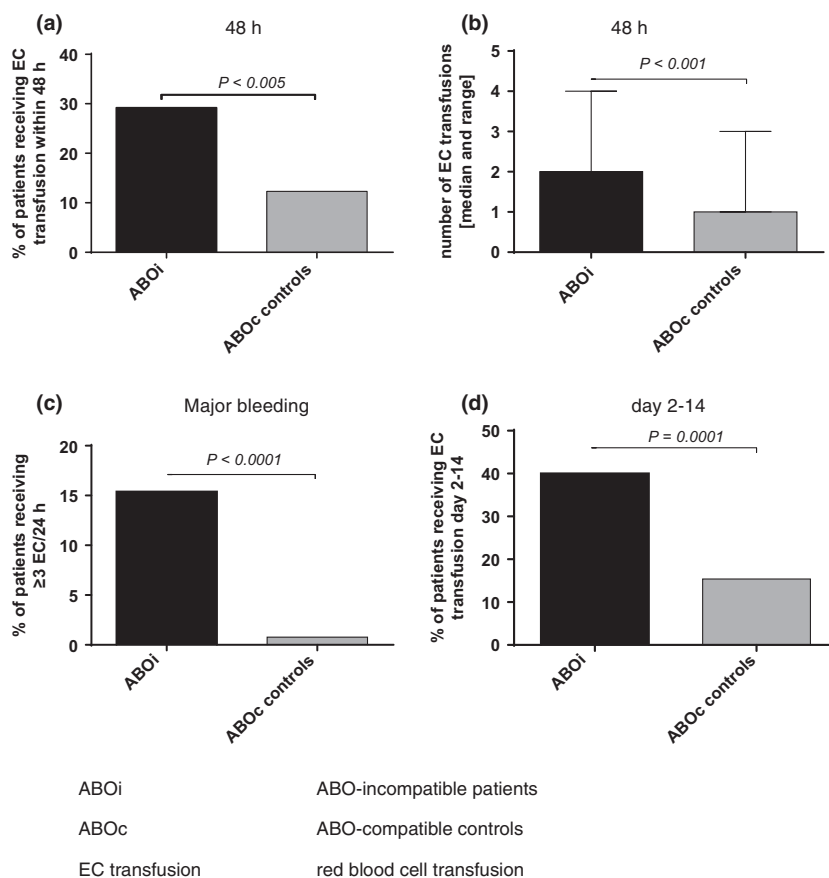 (a)
48 h
% of patients receiving EC
transfusion within 48 h
40
30
20
10
0
P < 0.005
ABOi
ABOc controls
(b)
48 h
number of EC transfusions
[median and range]
5
4
3
2
1
0
P < 0.001
ABOi
ABOc controls
(c)
Major bleeding
% of patients receiving
≥3 EC/24 h
20
15
10
5
0
P < 0.0001
ABOi
ABOc controls
(d)
day 2-14
% of patients receiving EC
transfusion day 2-14
50
40
30
20
10
0
P = 0.0001
ABOi
ABOc controls
ABOi ABO-incompatible patients
ABOc ABO-compatible controls
EC transfusion red blood cell transfusion